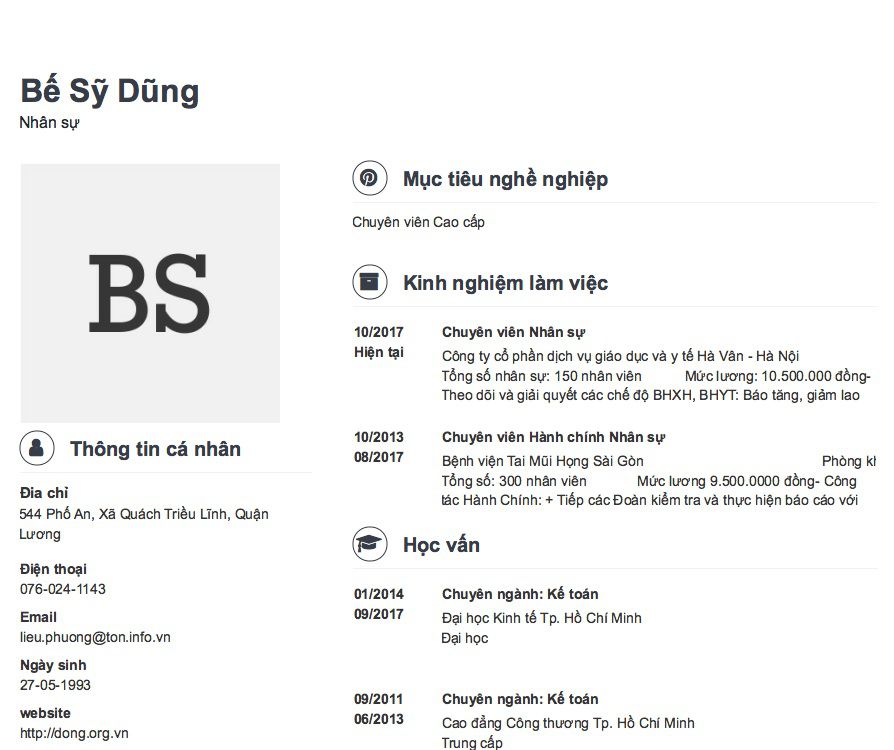 Bế Sỹ Dũng
Nhân sự
BS
Thông tin cá nhân
Đia chỉ
544 Phố An, Xã Quách Triều Lĩnh, Quận
Lương
Điện thoại
076-024-1143
Email
lieu.phuong@ton.info.vn
Ngày sinh
27-05-1993
website
http://dong.org.vn
Mục tiêu nghề nghiệp
Chuyên viên Cao cấp
Kinh nghiệm làm việc
10/2017
Hiện tại
Chuyên viên Nhân sự
Công ty cổ phần dịch vụ giáo dục và y tế Hà Vân - Hà Nội
Tổng số nhân sự: 150 nhân viên Mức lương: 10.500.000 đồng-
Theo dõi và giải quyết các chế độ BHXH, BHYT: Báo tăng, giảm lao
10/2013
08/2017
Chuyên viên Hành chính Nhân sự
Bệnh viện Tai Mũi Họng Sài Gòn Phòng
Tổng số: 300 nhân viên Mức lương 9.500.0000 đồng- Công
tác Hành Chính: + Tiếp các Đoàn kiểm tra và thực hiện báo cáo với
Học vấn
01/2014
09/2017
Chuyên ngành: Kế toán
Đại học Kinh tế Tp. Hồ Chí Minh
Đại học
09/2011
06/2013
Chuyên ngành: Kế toán
Cao đẳng Công thương Tp. Hồ Chí Minh
Trung cấp